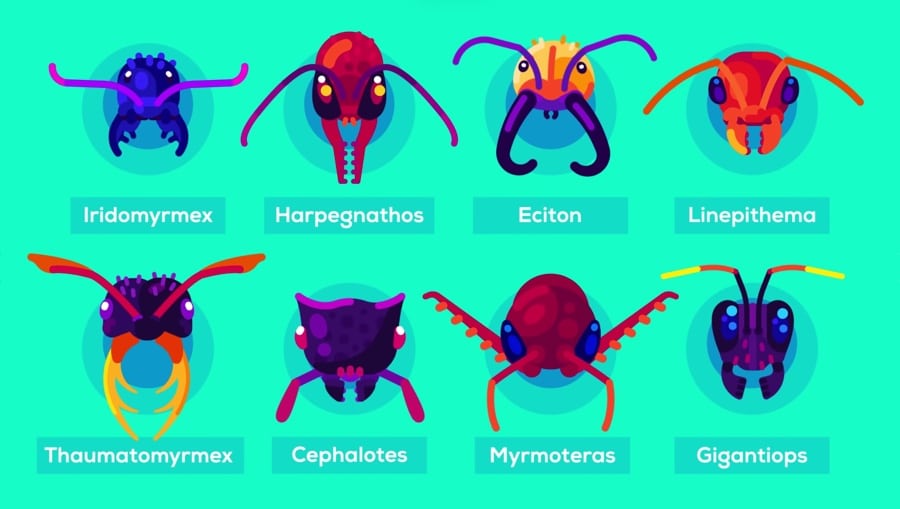 Iridomyrmex
Harpegnathos
Eciton
Linepithema
Thaumatomyrmex
Cephalotes
Myrmoteras
Gigantiops